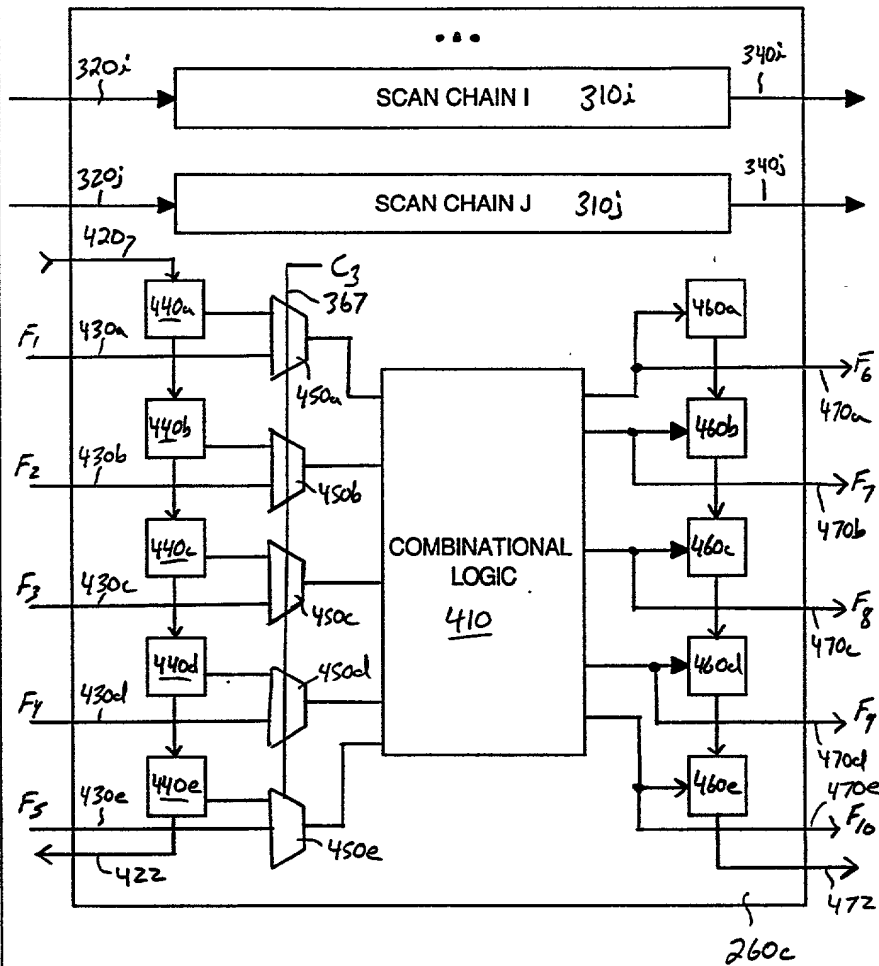 320i
SCAN CHAIN I 310i
340i
320j
SCAN CHAIN J 310j
340j
420
C3
367
440a
460a
F1 430a
450a
F6
470a
440b
460b
F2 430b
450b
F7
470b
440c
460c
F3 430c
450c
COMBINATIONAL
LOGIC
410
F8
470c
440d
450d
460d
F4 430d
F9
470d
440e
460e
470e
F5 430e
450e
F10
422
472
260c